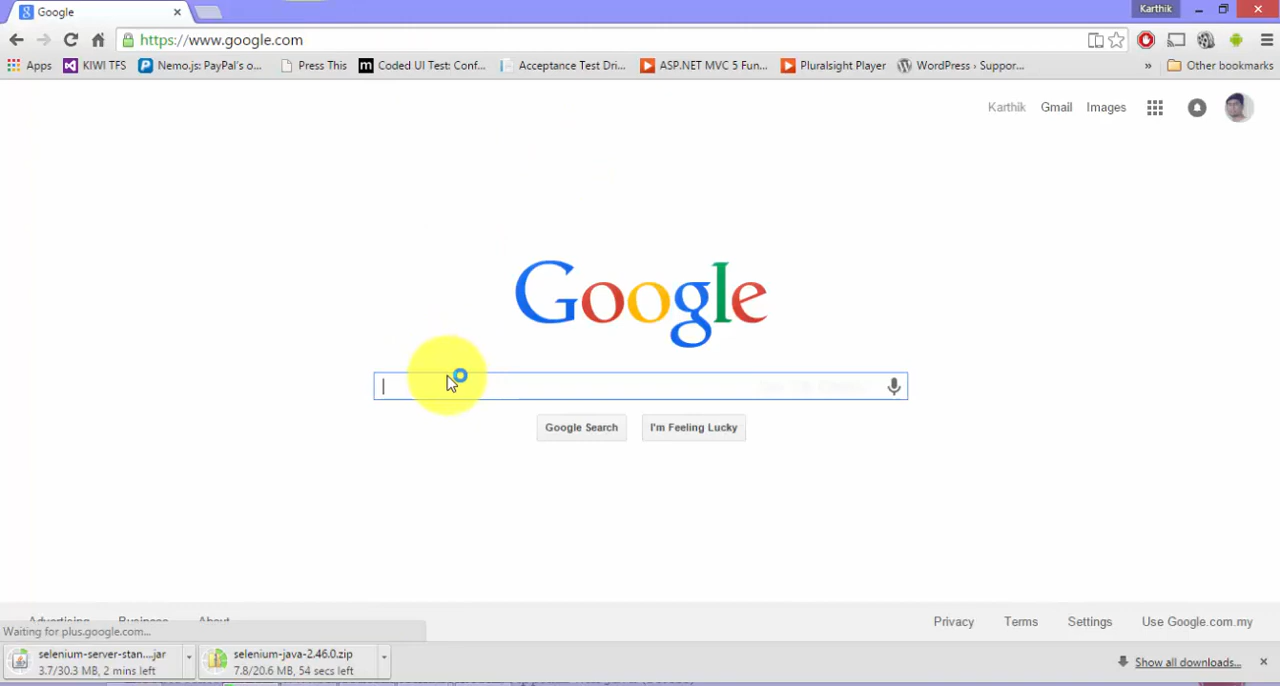 Google
Karthik
https://www.google.com
Apps
KIWI TFS
Nemo.js: PayPal's o...
Press This
Coded UI Test: Conf...
Acceptance Test Dri...
ASP.NET MVC 5 Fun...
Pluralsight Player
WordPress › Suppor...
»
Other bookmarks
Karthik
Gmail
Images
Google
Google Search
I'm Feeling Lucky
Advertising
Business
About
Privacy
Terms
Settings
Use Google.com.my
Waiting for plus.google.com...
selenium-server-stan....jar
3.7/30.3 MB, 2 mins left
selenium-java-2.46.0.zip
7.8/20.6 MB, 54 secs left
Show all downloads...